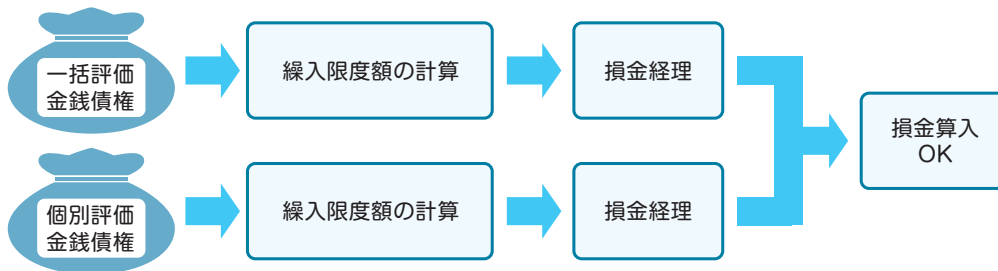 一括評価
金銭債権
繰入限度額の計算
損金経理
損金算入
OK
個別評価
金銭債権
繰入限度額の計算
損金経理